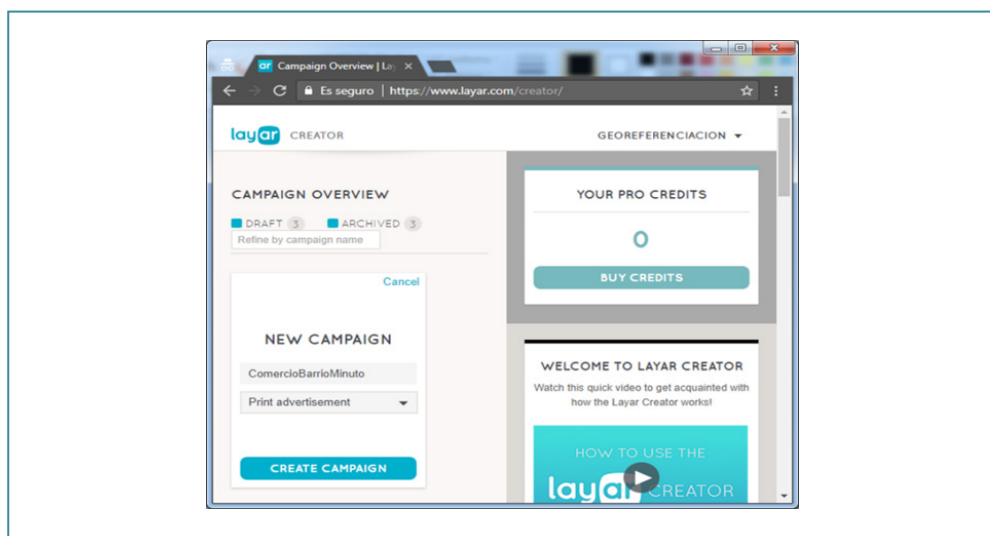 Campaign Overview | Lay
Es seguro | https://www.layar.com/creator/
layar CREATOR
GEOREFERENCIACION
CAMPAIGN OVERVIEW
DRAFT 3 ARCHIVED 3
Refine by campaign name
Cancel
NEW CAMPAIGN
ComercioBarrioMinuto
Print advertisement
CREATE CAMPAIGN
YOUR PRO CREDITS
0
BUY CREDITS
WELCOME TO LAYAR CREATOR
Watch this quick video to get acquainted with
how the Layar Creator works!
HOW TO USE THE
layar CREATOR